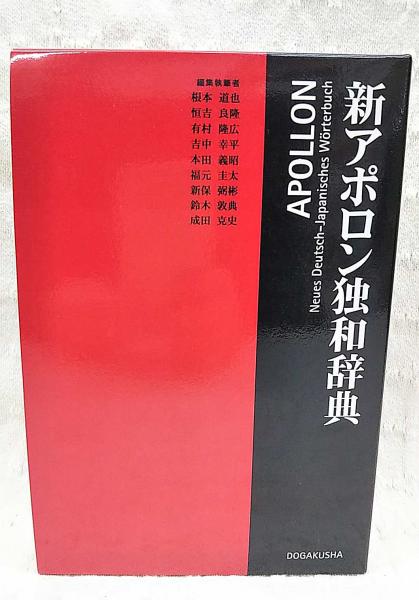 新アポロン独和辞典
APOLLON
Neues Deutsch-Japanisches Wörterbuch
編集執筆者
根本 道也
恒吉 良隆
有村 隆広
吉中 幸平
本田 義昭
福元 圭太
新保 弼彬
鈴木 敦典
成田 克史
DOGAKUSHA